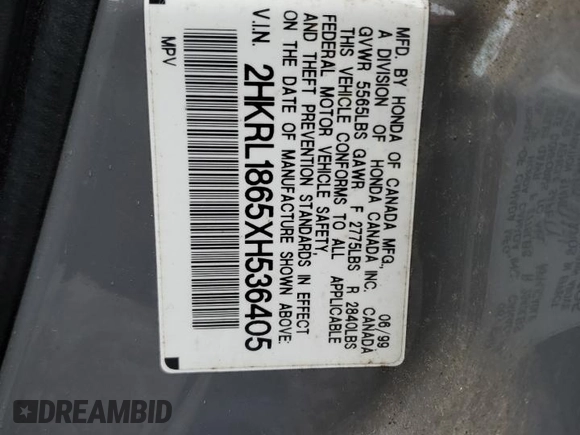 MFD. BY HONDA OF CANADA MFG., 06/99
A DIVISION OF HONDA CANADA INC. CANADA
GVWR 5565LBS GAWR F 2775LBS R 2840LBS
THIS VEHICLE CONFORMS TO ALL APPLICABLE
FEDERAL MOTOR VEHICLE SAFETY,
AND THEFT PREVENTION STANDARDS IN EFFECT
ON THE DATE OF MANUFACTURE SHOWN ABOVE.
V.I.N. 2HKRL1865XH536405
MPV
DREAMBID